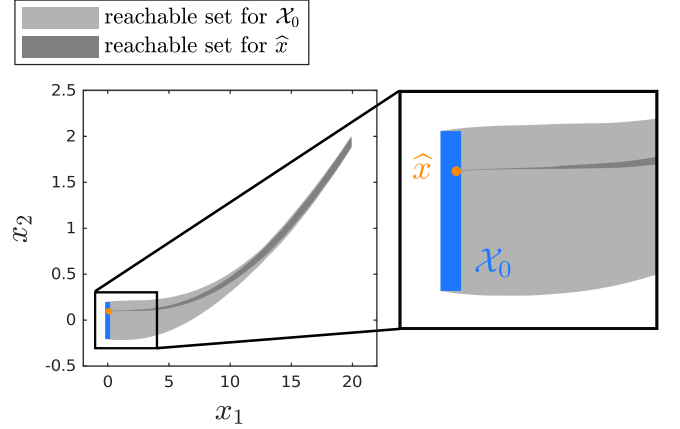 reachable set for 𝒳₀
reachable set for x̂
2.5
2
1.5
1
0.5
0
-0.5
0
5
10
15
20
x₁
x₂
x̂
𝒳₀